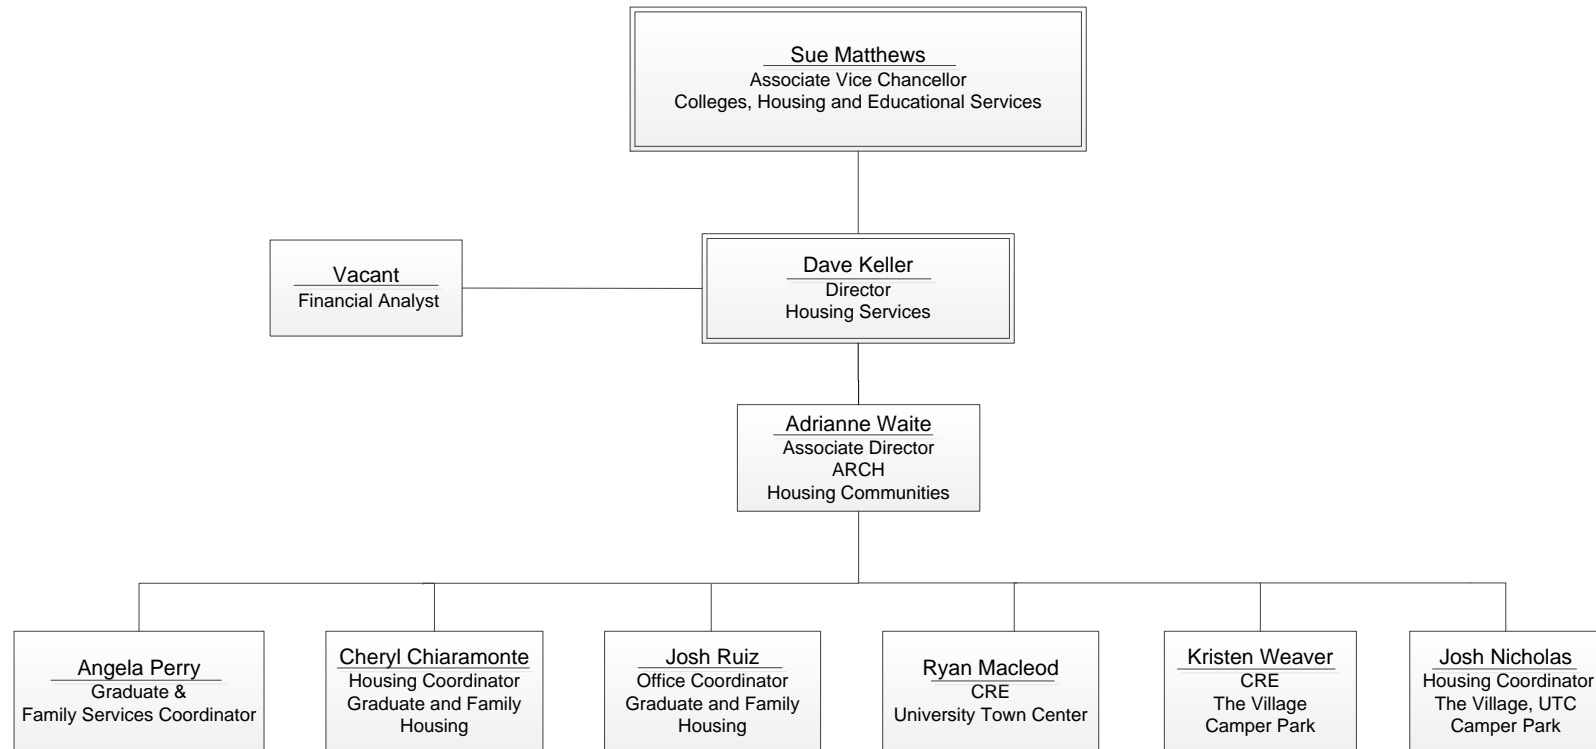 Sue Matthews
Associate Vice Chancellor
Colleges, Housing and Educational Services
Vacant
Financial Analyst
Dave Keller
Director
Housing Services
Adrianne Waite
Associate Director
ARCH
Housing Communities
Angela Perry
Graduate &
Family Services Coordinator
Cheryl Chiaramonte
Housing Coordinator
Graduate and Family
Housing
Josh Ruiz
Office Coordinator
Graduate and Family
Housing
Ryan Macleod
CRE
University Town Center
Kristen Weaver
CRE
The Village
Camper Park
Josh Nicholas
Housing Coordinator
The Village, UTC
Camper Park